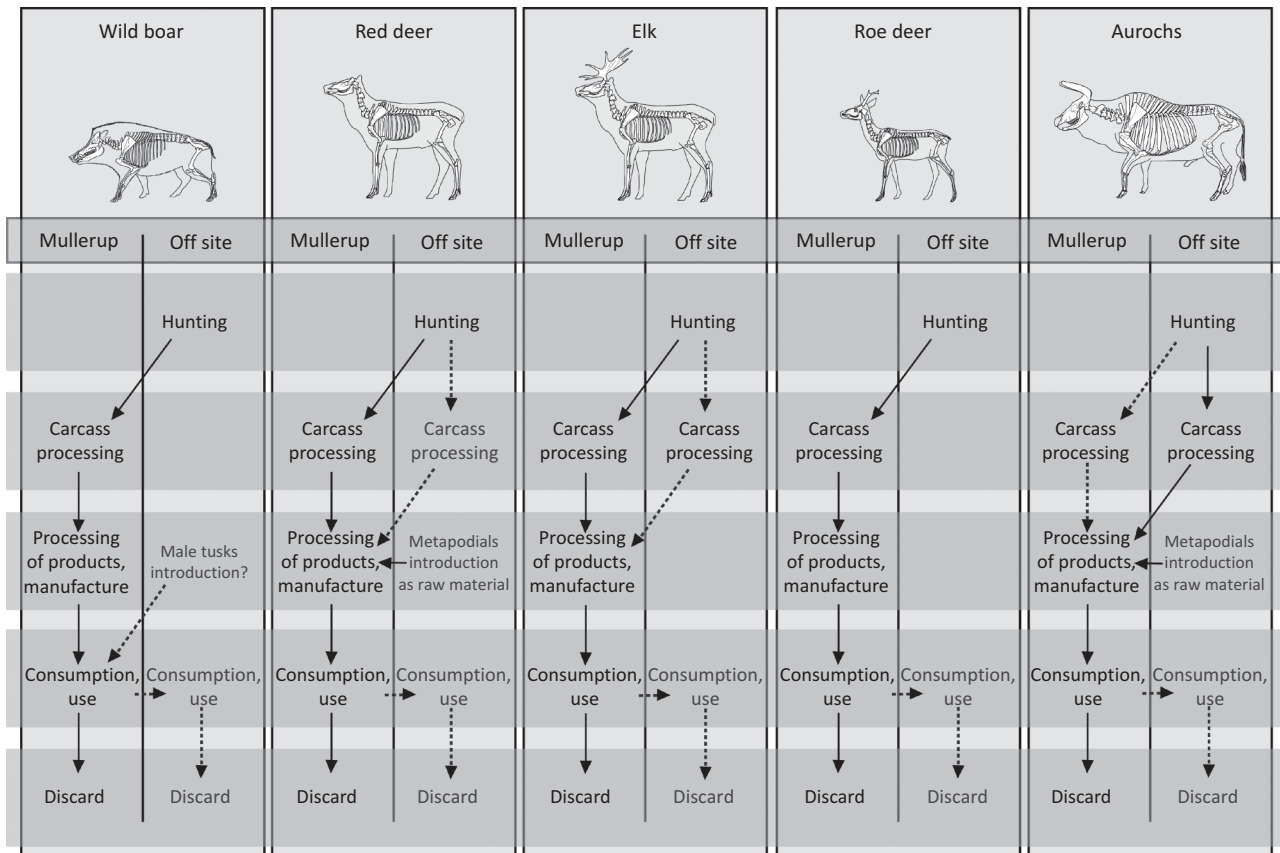 Wild boar
Red deer
Elk
Roe deer
Aurochs
Mullerup
Off site
Mullerup
Off site
Mullerup
Off site
Mullerup
Off site
Mullerup
Off site
Hunting
Hunting
Hunting
Hunting
Hunting
Carcass
processing
Carcass
processing
Carcass
processing
Carcass
processing
Carcass
processing
Carcass
processing
Carcass
processing
Carcass
processing
Processing
of products,
manufacture
Male tusks
introduction?
Processing
of products,
manufacture
Metapodials
introduction
as raw material
Processing
of products,
manufacture
Processing
of products,
manufacture
Processing
of products,
manufacture
Metapodials
introduction
as raw material
Consumption,
use
Consumption,
use
Consumption,
use
Consumption,
use
Consumption,
use
Consumption,
use
Consumption,
use
Consumption,
use
Consumption,
use
Consumption,
use
Discard
Discard
Discard
Discard
Discard
Discard
Discard
Discard
Discard
Discard